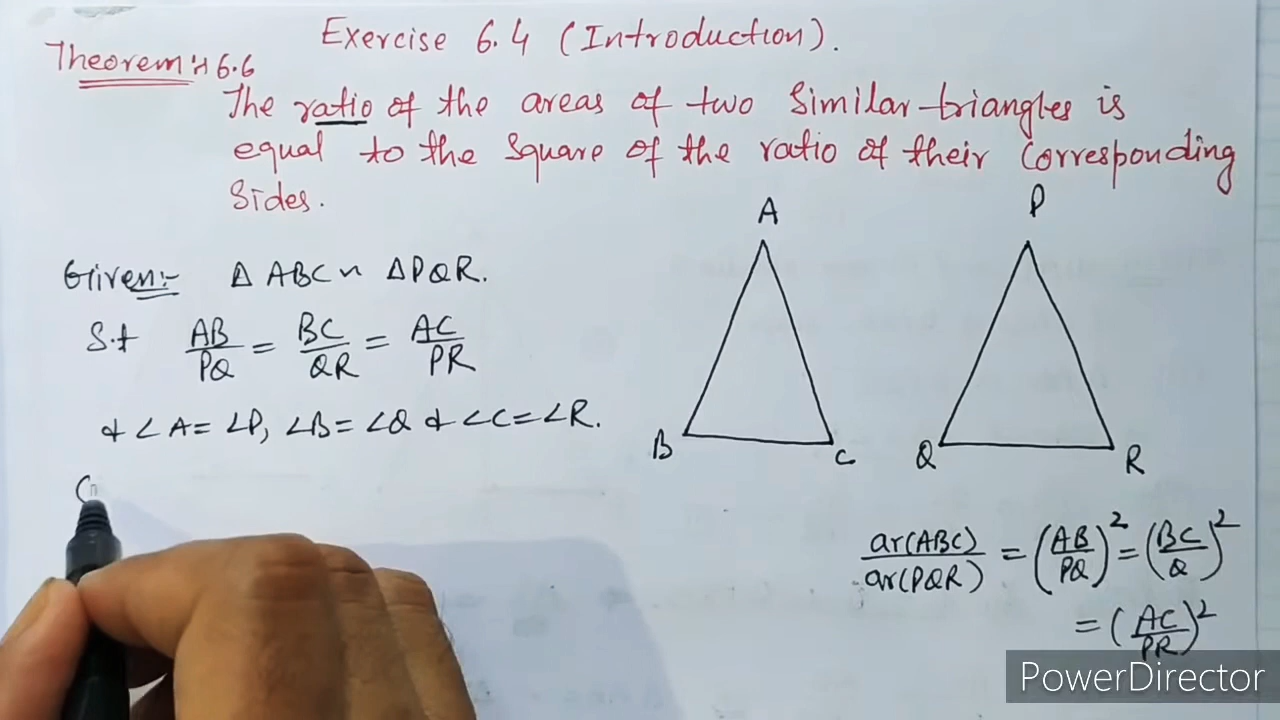 Exercise 6.4 (Introduction).
Theorem:- 6.6
The ratio of the areas of two Similar triangles is
equal to the square of the ratio of their Corresponding
Sides.
Given:- Δ ABC ~ ΔPQR.
S.t AB/PQ = BC/QR = AC/PR
& ∠A = ∠P, ∠B = ∠Q & ∠C = ∠R.
A
B
C
P
Q
R
ar(ABC)/ar(PQR) = (AB/PQ)² = (BC/Q)²
= (AC/PR)²
PowerDirector